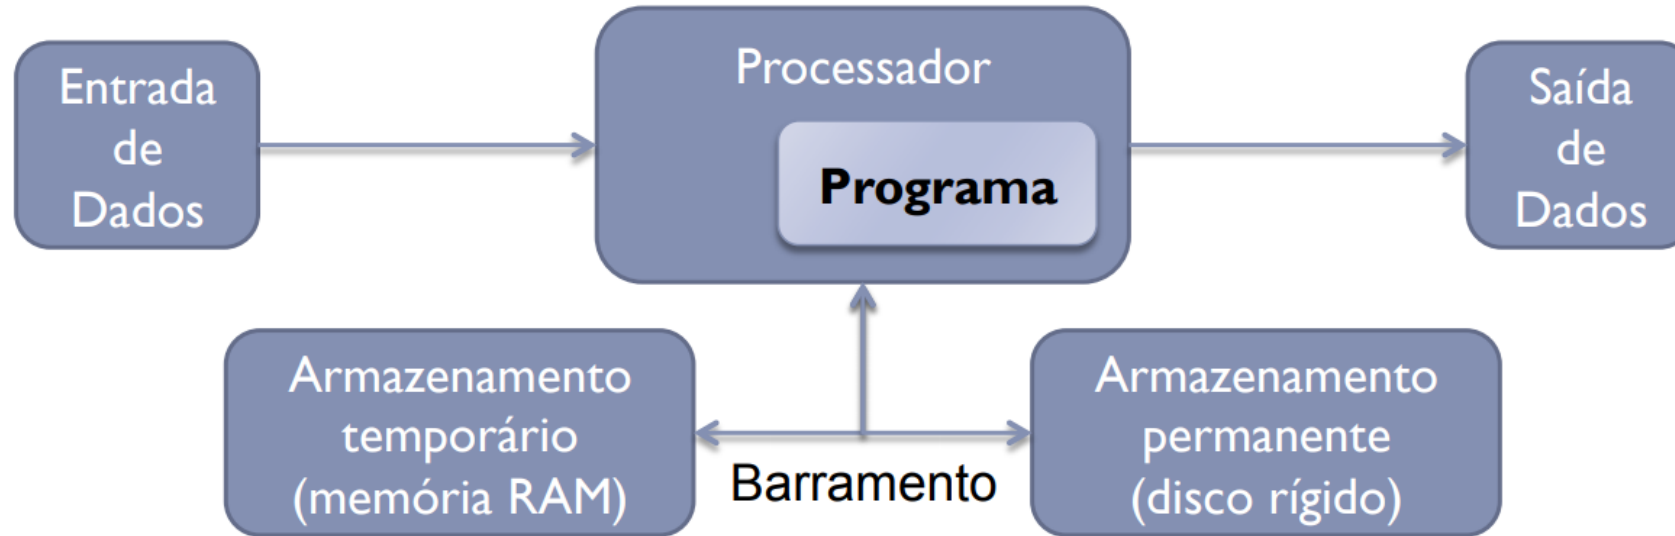 Entrada
de
Dados
Processador
Programa
Saída
de
Dados
Armazenamento
temporário
(memória RAM)
Barramento
Armazenamento
permanente
(disco rígido)